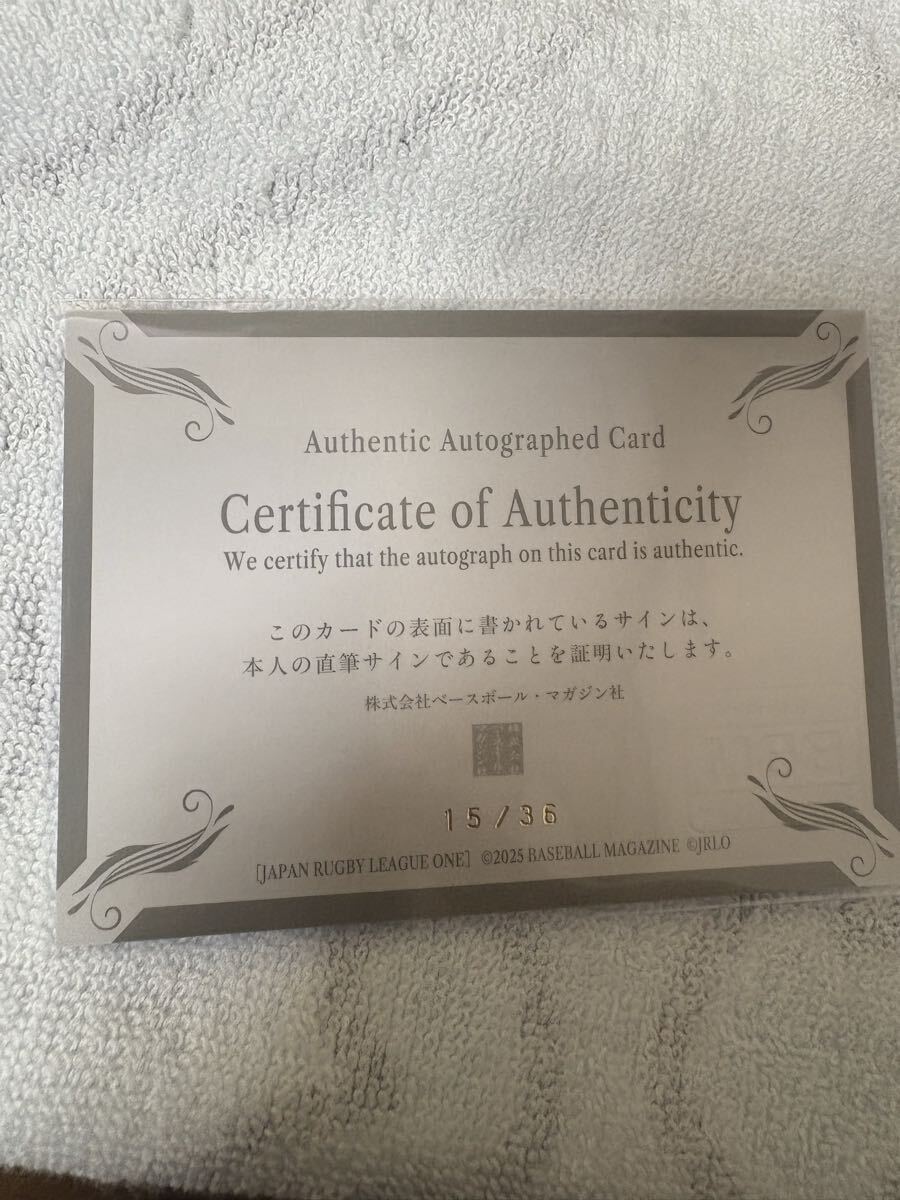 Authentic Autographed Card
Certificate of Authenticity
We certify that the autograph on this card is authentic.
このカードの表面に書かれているサインは、
本人の直筆サインであることを証明いたします。
株式会社ベースボール・マガジン社
15/36
[JAPAN RUGBY LEAGUE ONE] ©2025 BASEBALL MAGAZINE ©JRLO